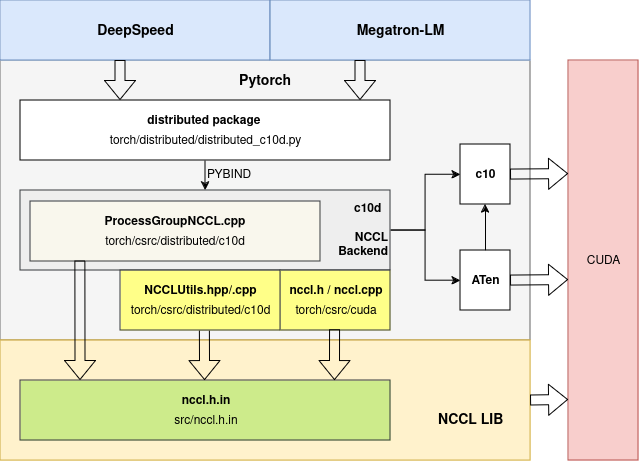 DeepSpeed
Megatron-LM
Pytorch
distributed package
torch/distributed/distributed_c10d.py
PYBIND
c10d
ProcessGroupNCCL.cpp
torch/csrc/distributed/c10d
NCCL
Backend
c10
ATen
CUDA
NCCLUtils.hpp/.cpp
torch/csrc/distributed/c10d
nccl.h / nccl.cpp
torch/csrc/cuda
nccl.h.in
src/nccl.h.in
NCCL LIB